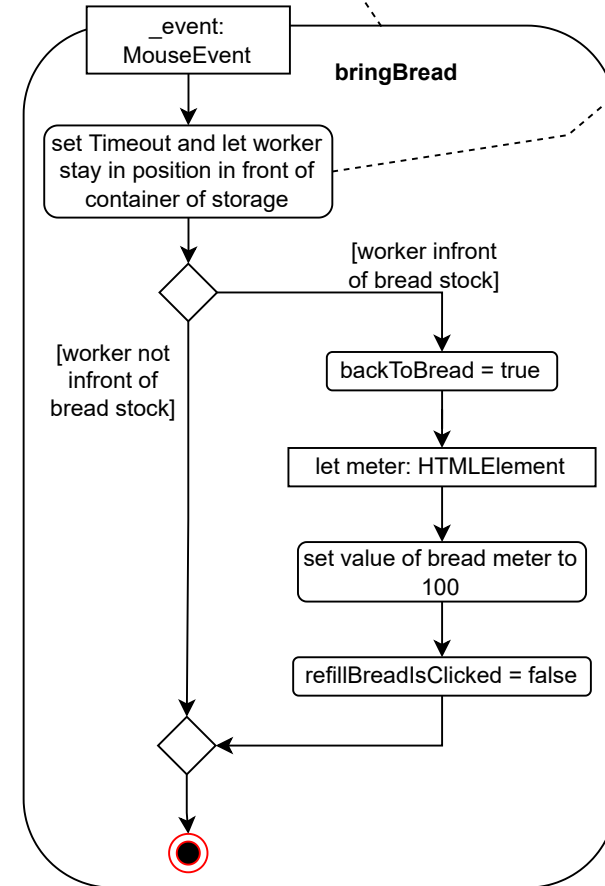 _event:
MouseEvent
bringBread
set Timeout and let worker
stay in position in front of
container of storage
[worker infront
of bread stock]
[worker not
infront of
bread stock]
backToBread = true
let meter: HTMLElement
set value of bread meter to
100
refillBreadIsClicked = false